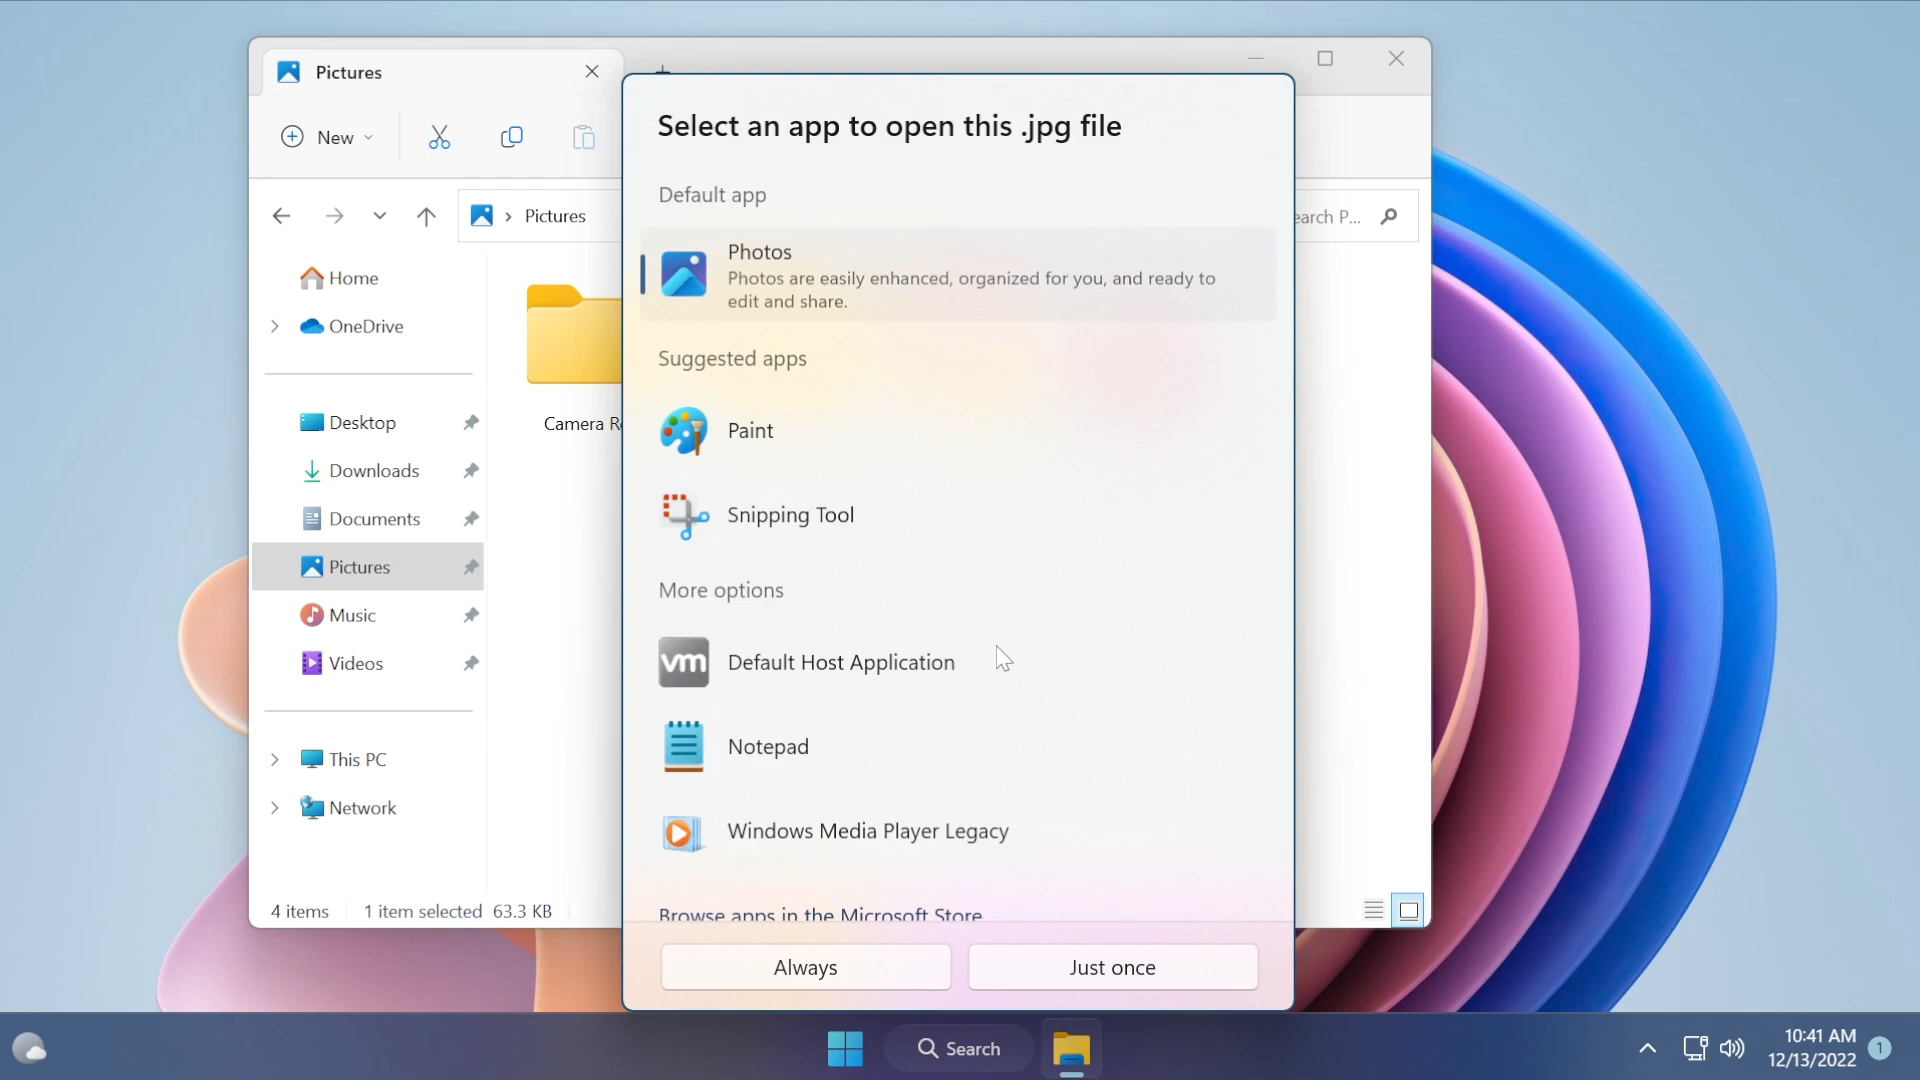 Pictures
New
Select an app to open this .jpg file
Default app
Photos
Photos are easily enhanced, organized for you, and ready to
edit and share.
Suggested apps
Paint
Snipping Tool
More options
vm Default Host Application
Notepad
Windows Media Player Legacy
Browse apps in the Microsoft Store
Always
Just once
Pictures
earch P...
Home
OneDrive
Desktop
Downloads
Documents
Pictures
Music
Videos
This PC
Network
Camera
4 items
1 item selected 63.3 KB
Search
10:41 AM
12/13/2022
1